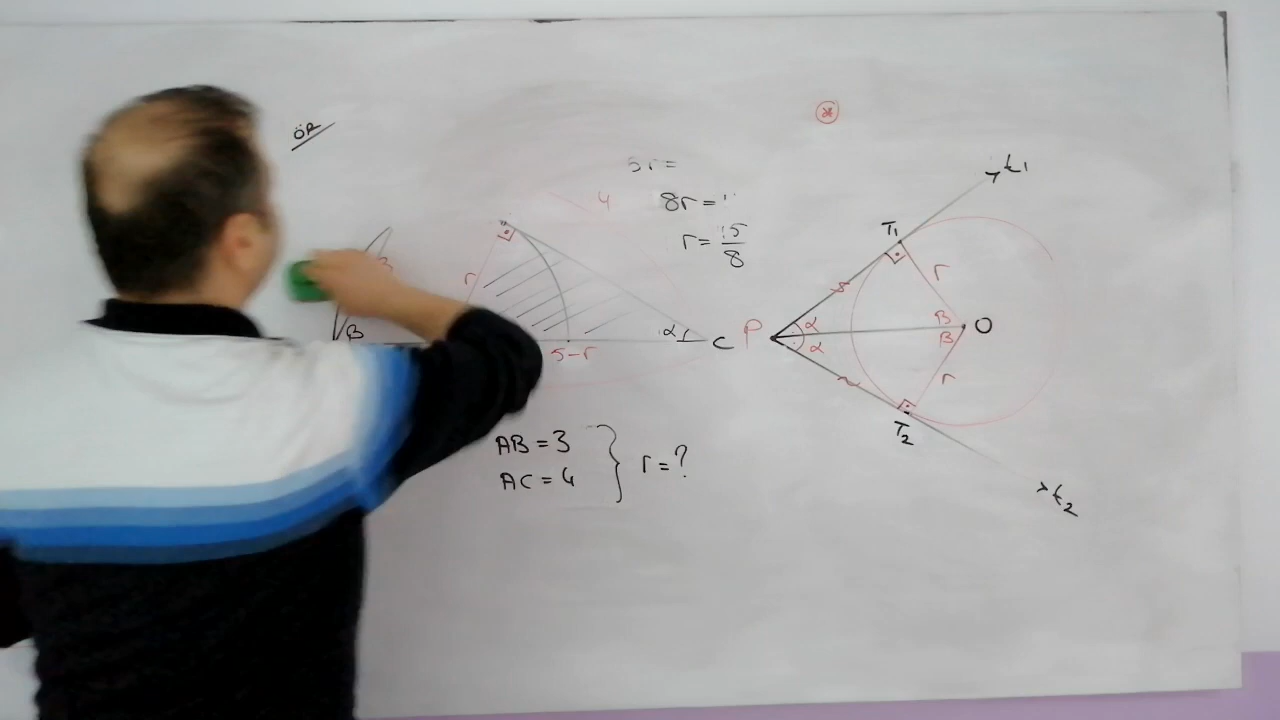 ÖR
5r=
8r=
r=15/8
4
r
β
α
C
5-r
AB=3
AC=4
r=?
*
t1
T1
r
P
α
α
β
β
O
r
T2
t2